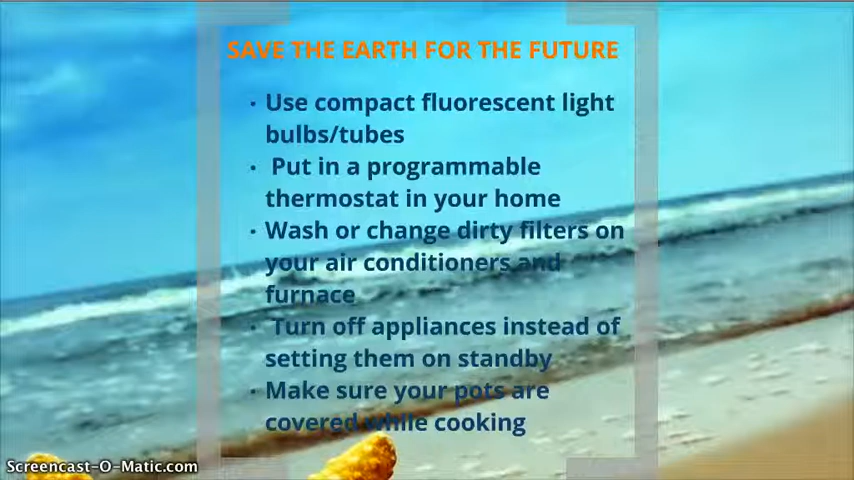 SAVE THE EARTH FOR THE FUTURE
· Use compact fluorescent light
bulbs/tubes
· Put in a programmable
thermostat in your home
· Wash or change dirty filters on
your air conditioners and
furnace
· Turn off appliances instead of
setting them on standby
· Make sure your pots are
covered while cooking
Screencast-O-Matic.com